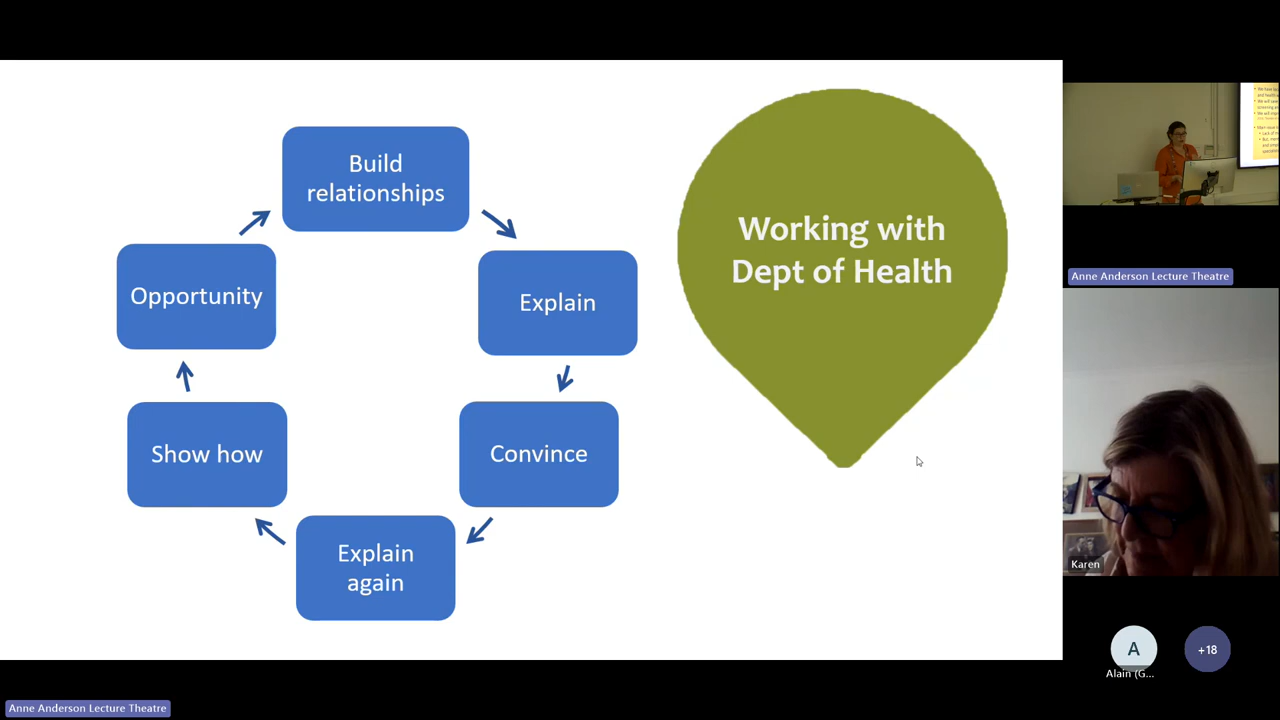 Build
relationships
Opportunity
Explain
Show how
Convince
Explain
again
Working with
Dept of Health
Anne Anderson Lecture Theatre
Karen
A
+18
Alain (G...
Anne Anderson Lecture Theatre